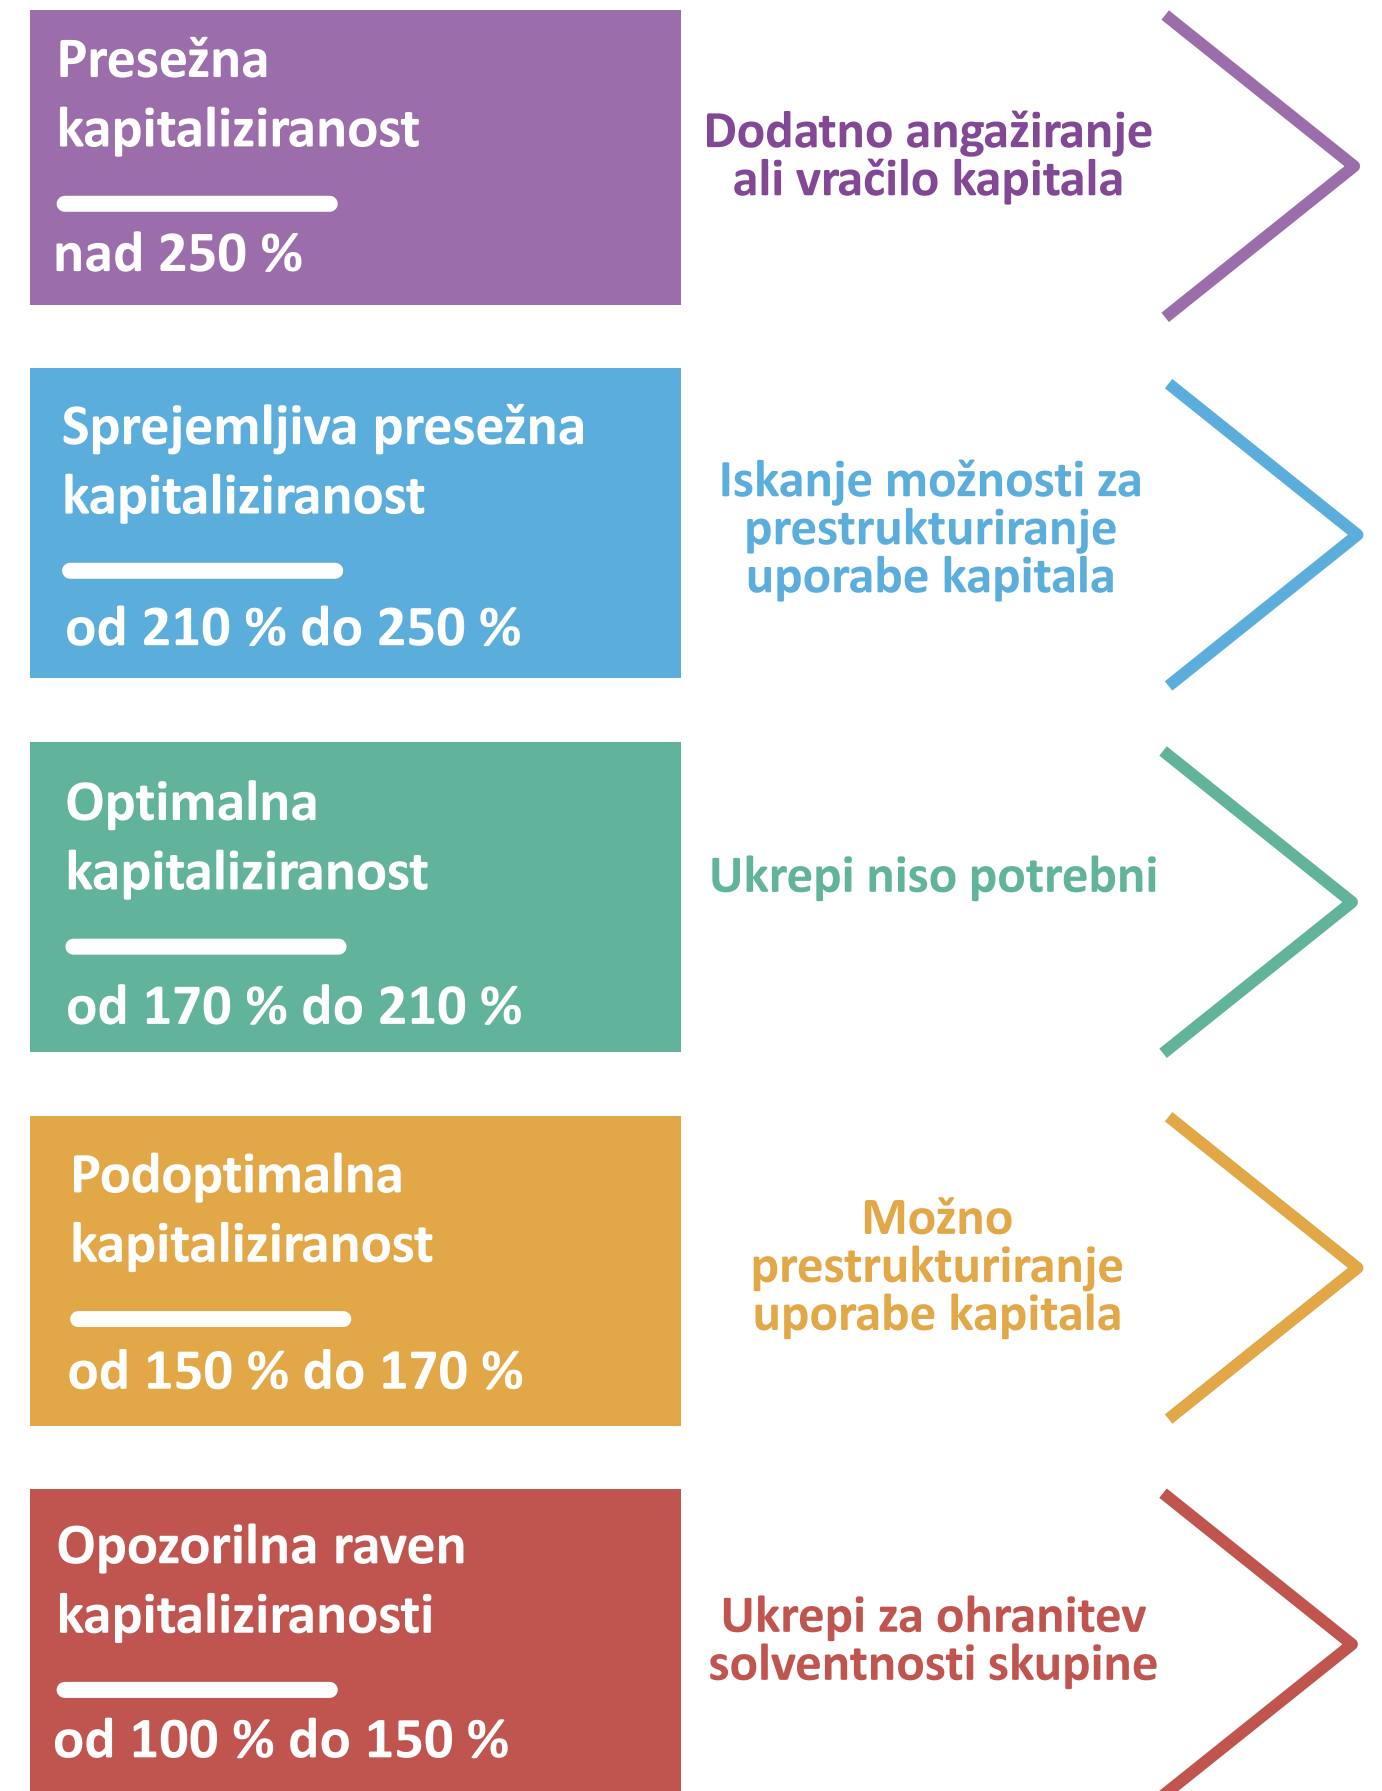 Presežna
kapitaliziranost
nad 250 %
Dodatno angažiranje
ali vračilo kapitala
Sprejemljiva presežna
kapitaliziranost
od 210 % do 250 %
Iskanje možnosti za
prestrukturiranje
uporabe kapitala
Optimalna
kapitaliziranost
od 170 % do 210 %
Ukrepi niso potrebni
Podoptimalna
kapitaliziranost
od 150 % do 170 %
Možno
prestrukturiranje
uporabe kapitala
Opozorilna raven
kapitaliziranosti
od 100 % do 150 %
Ukrepi za ohranitev
solventnosti skupine